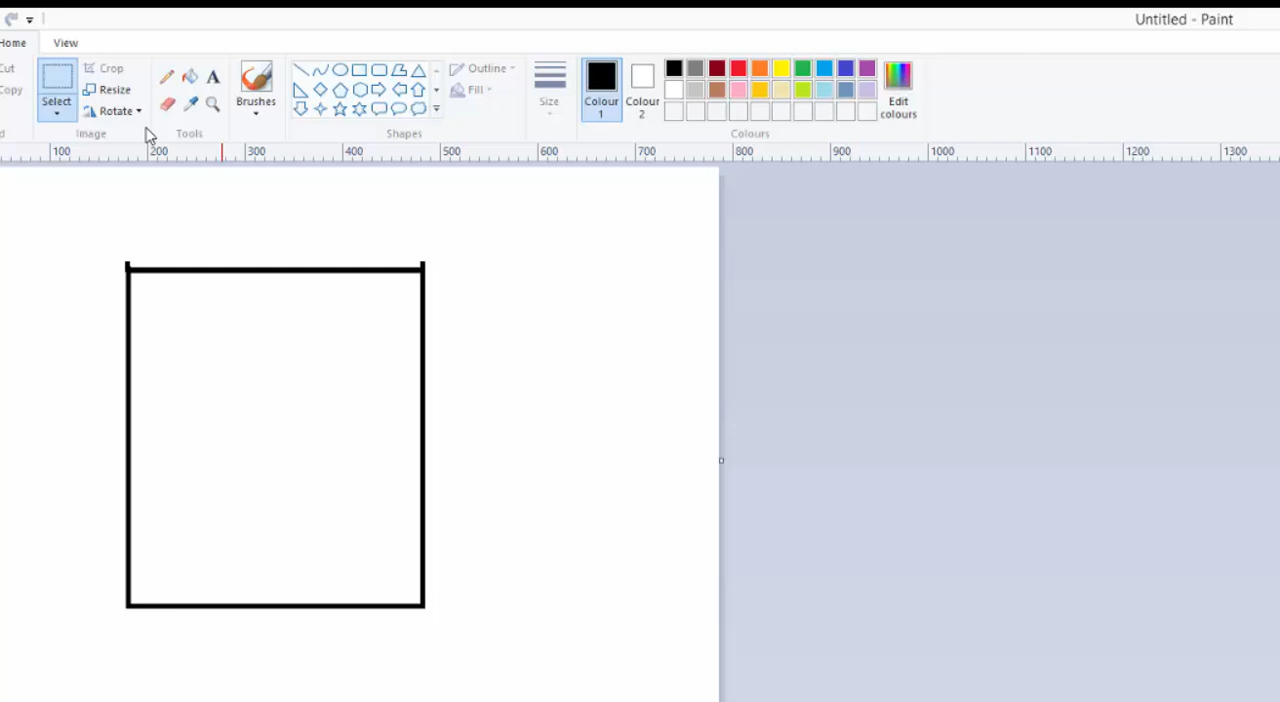 Untitled - Paint
Home View
Cut
Copy
Select
Crop
Resize
Rotate
Image
A
Tools
Brushes
Shapes
Outline
Fill
Size
Colour 1
Colour 2
Edit colours
Colours
100 200 300 400 500 600 700 800 900 1000 1100 1200 1300